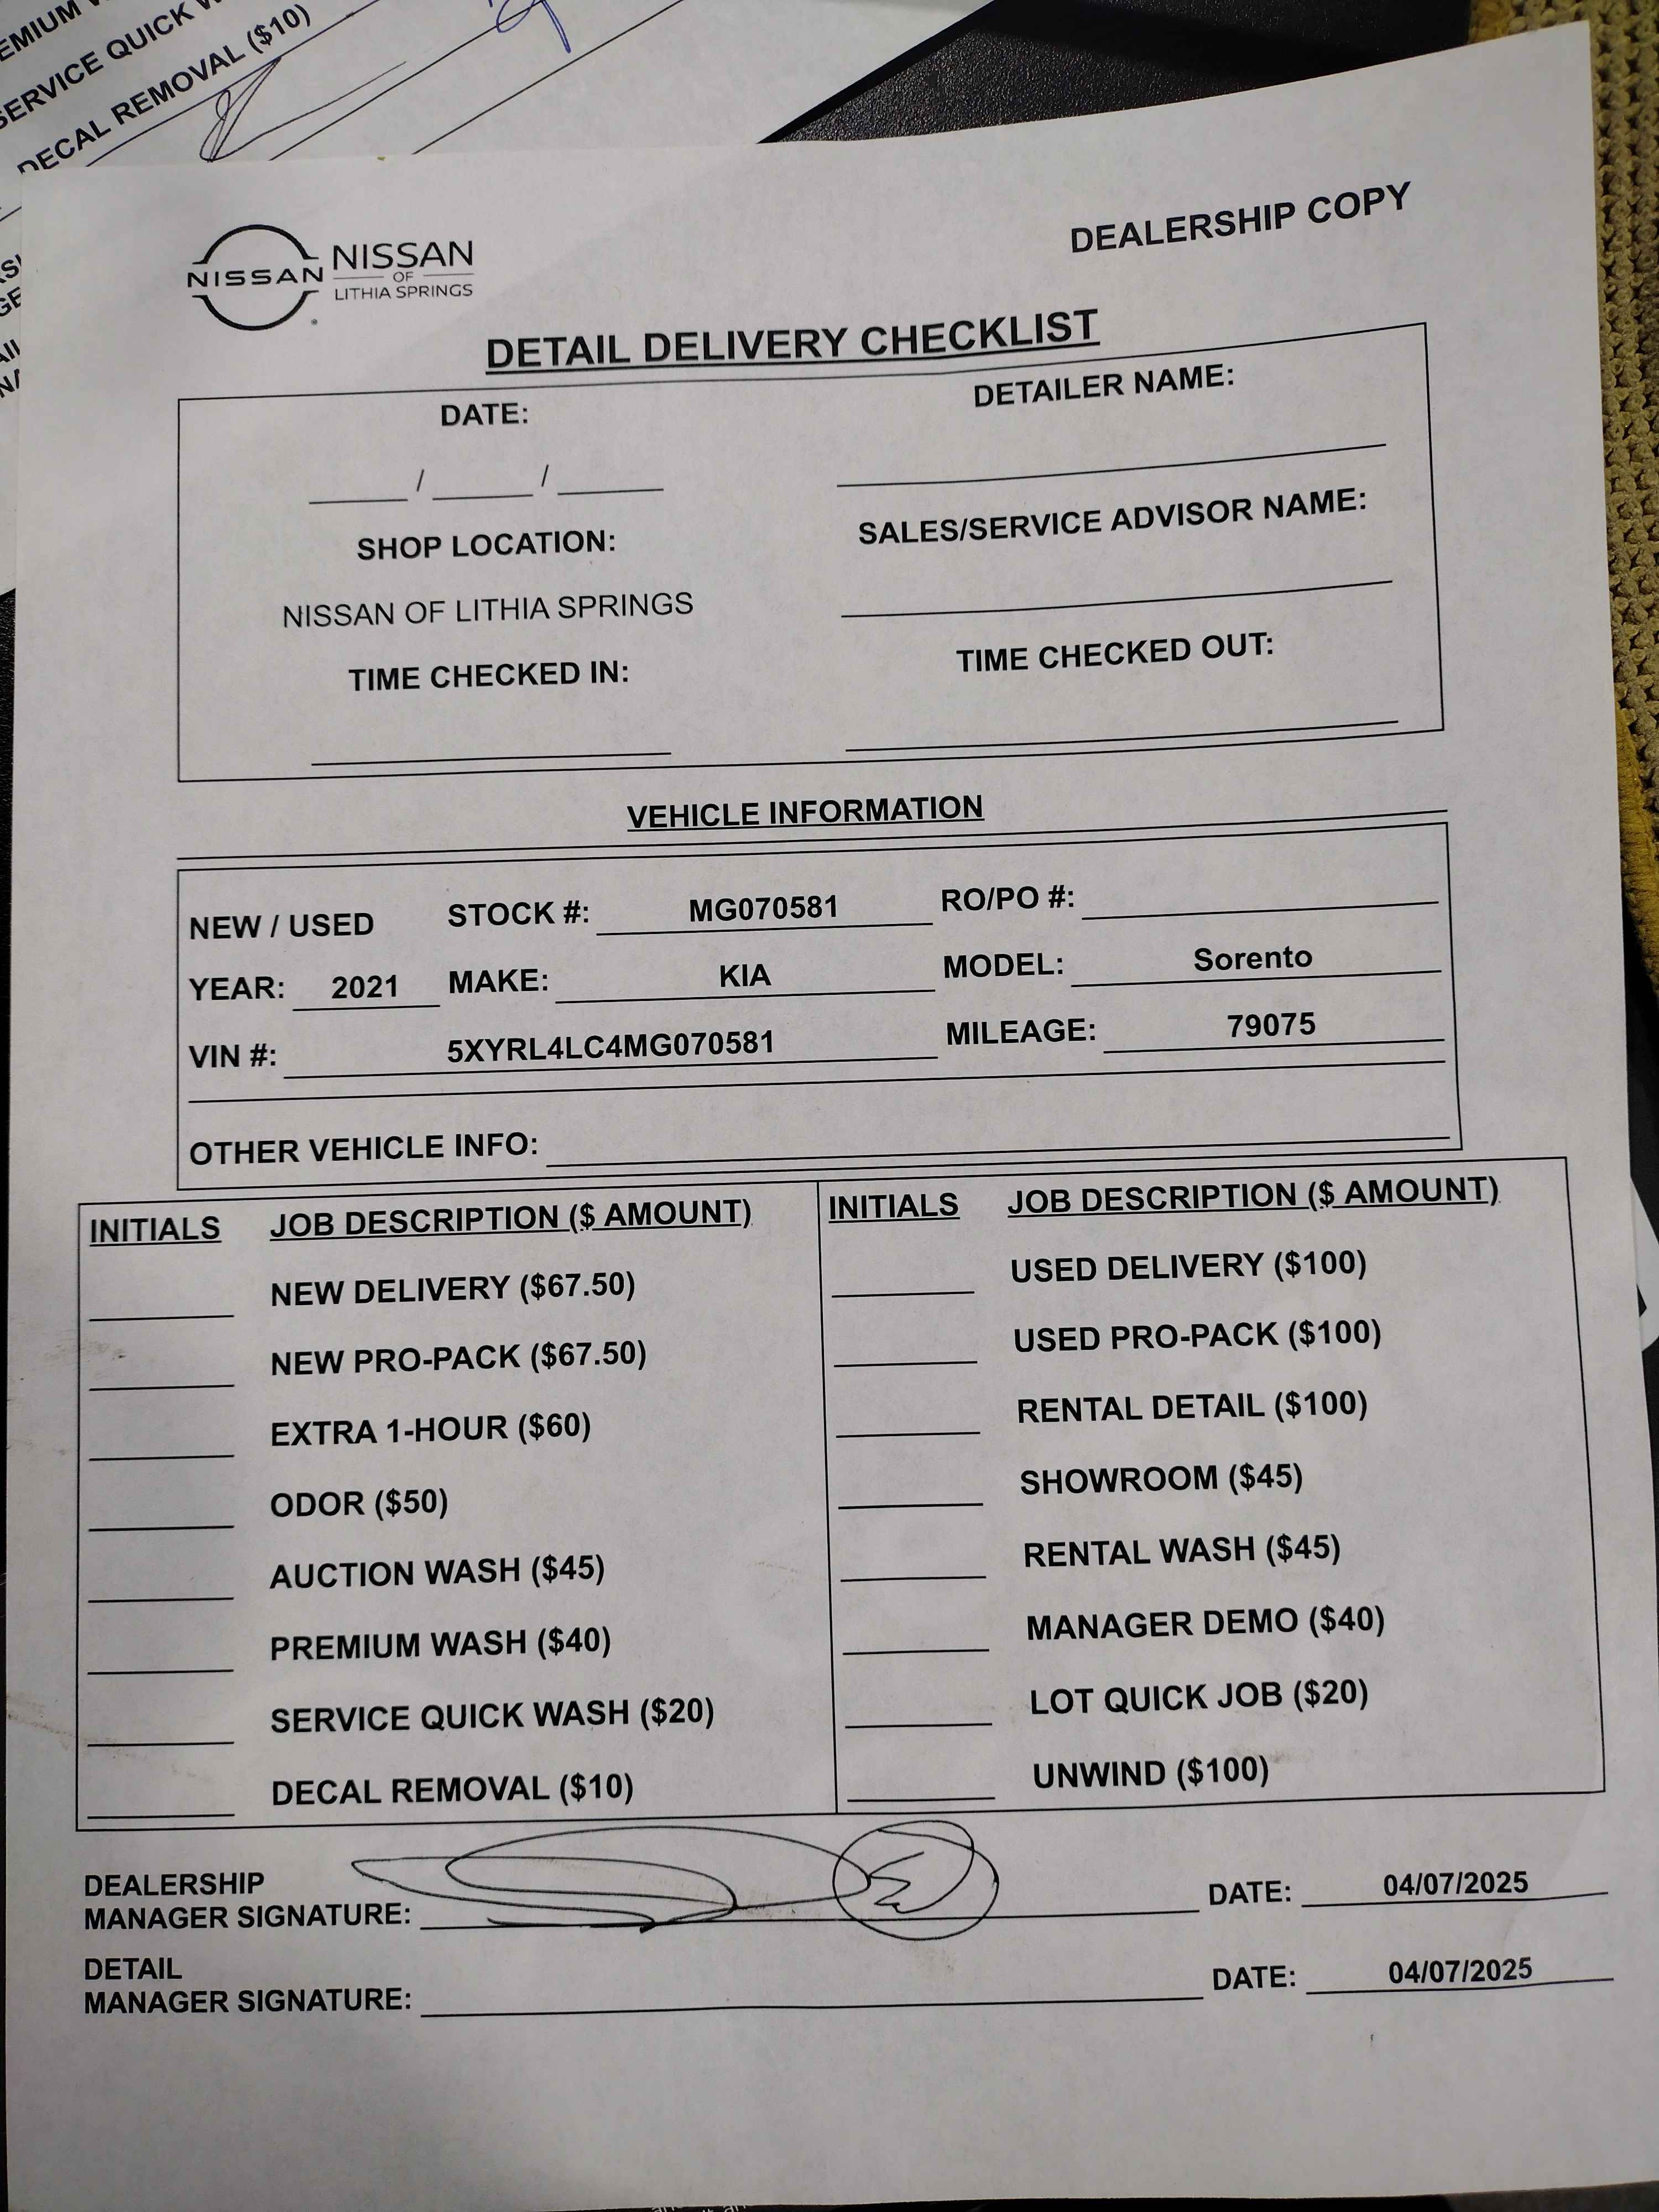 EMIUM
SERVICE QUICK
DECAL REMOVAL ($10)
DEALERSHIP COPY
NISSAN
NISSAN
OF
LITHIA SPRINGS
DETAIL DELIVERY CHECKLIST
DATE:
DETAILER NAME:
____ / ____ / ____
SHOP LOCATION:
SALES/SERVICE ADVISOR NAME:
NISSAN OF LITHIA SPRINGS
TIME CHECKED IN:
TIME CHECKED OUT:
VEHICLE INFORMATION
NEW / USED STOCK #: MG070581 RO/PO #:
YEAR: 2021 MAKE: KIA MODEL: Sorento
VIN #: 5XYRL4LC4MG070581 MILEAGE: 79075
OTHER VEHICLE INFO:
INITIALS JOB DESCRIPTION ($ AMOUNT)
NEW DELIVERY ($67.50)
NEW PRO-PACK ($67.50)
EXTRA 1-HOUR ($60)
ODOR ($50)
AUCTION WASH ($45)
PREMIUM WASH ($40)
SERVICE QUICK WASH ($20)
DECAL REMOVAL ($10)
INITIALS JOB DESCRIPTION ($ AMOUNT)
USED DELIVERY ($100)
USED PRO-PACK ($100)
RENTAL DETAIL ($100)
SHOWROOM ($45)
RENTAL WASH ($45)
MANAGER DEMO ($40)
LOT QUICK JOB ($20)
UNWIND ($100)
DEALERSHIP
MANAGER SIGNATURE: DATE: 04/07/2025
DETAIL
MANAGER SIGNATURE: DATE: 04/07/2025